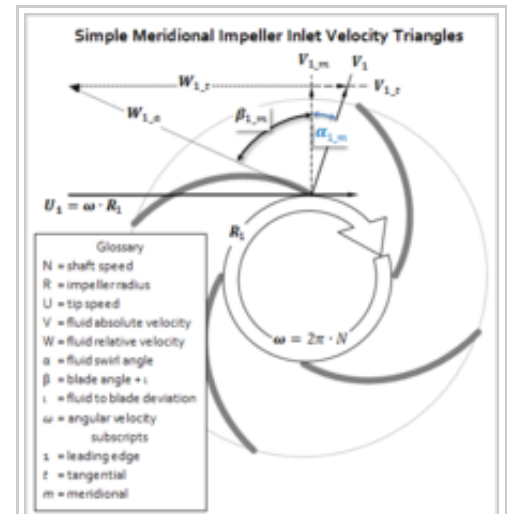 Simple Meridional Impeller Inlet Velocity Triangles
V₁_m V₁
W₁_t V₁_t
W₁_a β₁_m α₁_m
U₁ = ω · R₁
R₁
ω = 2π · N
Glossary
N = shaft speed
R = impeller radius
U = tip speed
V = fluid absolute velocity
W = fluid relative velocity
α = fluid swirl angle
β = blade angle + ι
ι = fluid to blade deviation
ω = angular velocity
subscripts
1 = leading edge
t = tangential
m = meridional